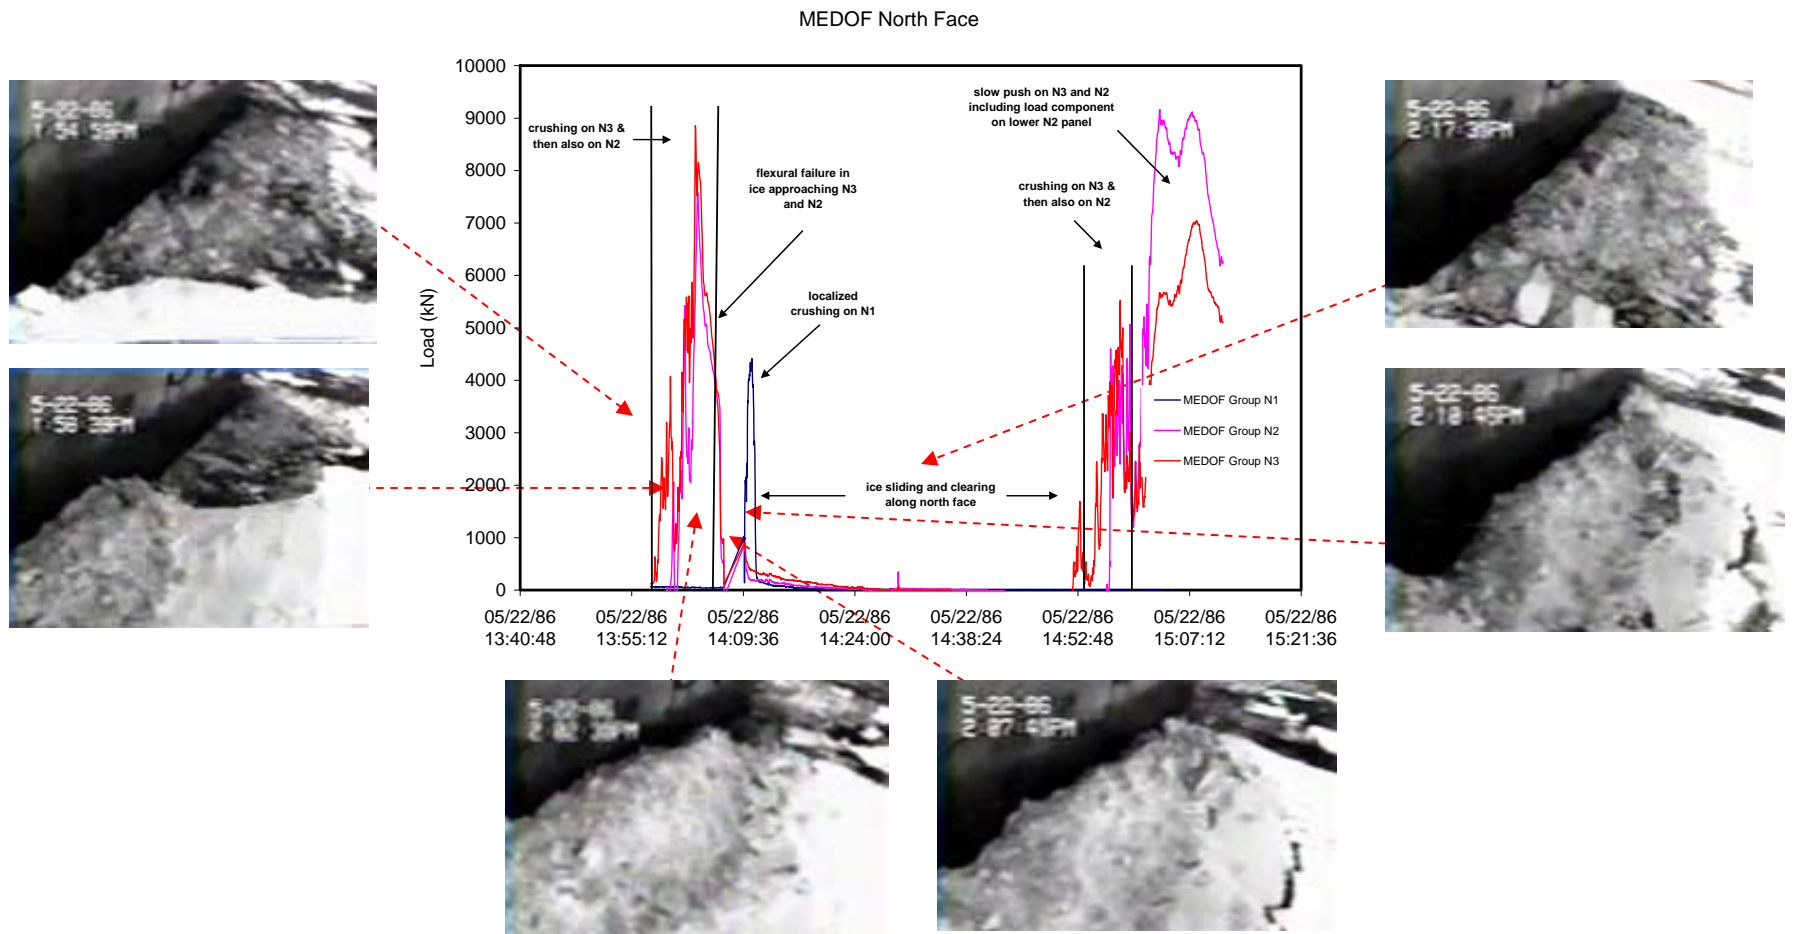 MEDOF North Face
5-22-86
1:54:59PM
5-22-86
5-22-86
2:17:39PM
5-22-86
2:10:49PM
5-22-86
2:02:39PM
5-22-86
2:07:49PM
Load (kN)
10000
9000
8000
7000
6000
5000
4000
3000
2000
1000
0
crushing on N3 &
then also on N2
flexural failure in
ice approaching N3
and N2
localized
crushing on N1
slow push on N3 and N2
including load component
on lower N2 panel
crushing on N3 &
then also on N2
ice sliding and clearing
along north face
MEDOF Group N1
MEDOF Group N2
MEDOF Group N3
05/22/86
13:40:48
05/22/86
13:55:12
05/22/86
14:09:36
05/22/86
14:24:00
05/22/86
14:38:24
05/22/86
14:52:48
05/22/86
15:07:12
05/22/86
15:21:36